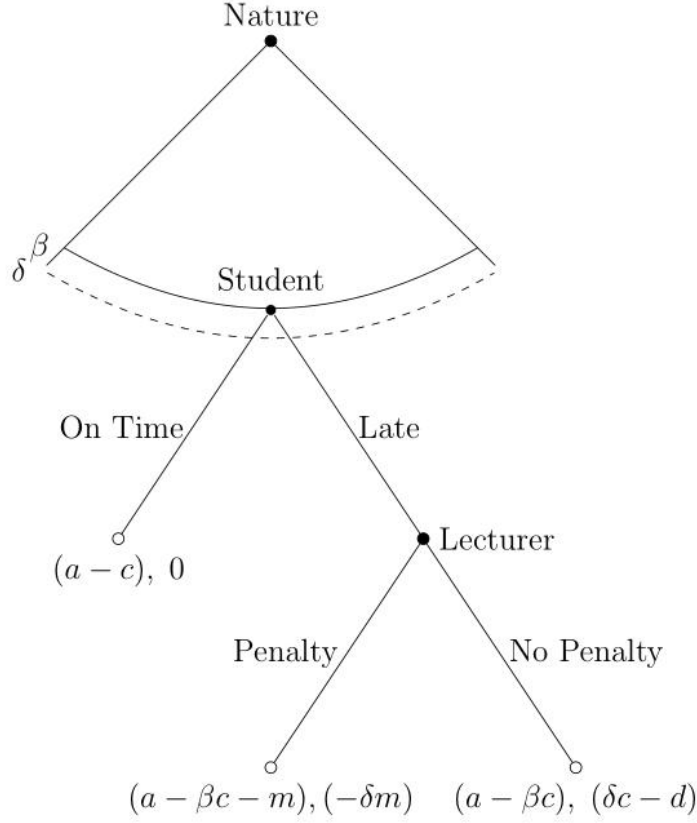 Nature
β
δ
Student
On Time
Late
Lecturer
(a − c), 0
Penalty
No Penalty
(a − βc − m), (−δm)
(a − βc), (δc − d)